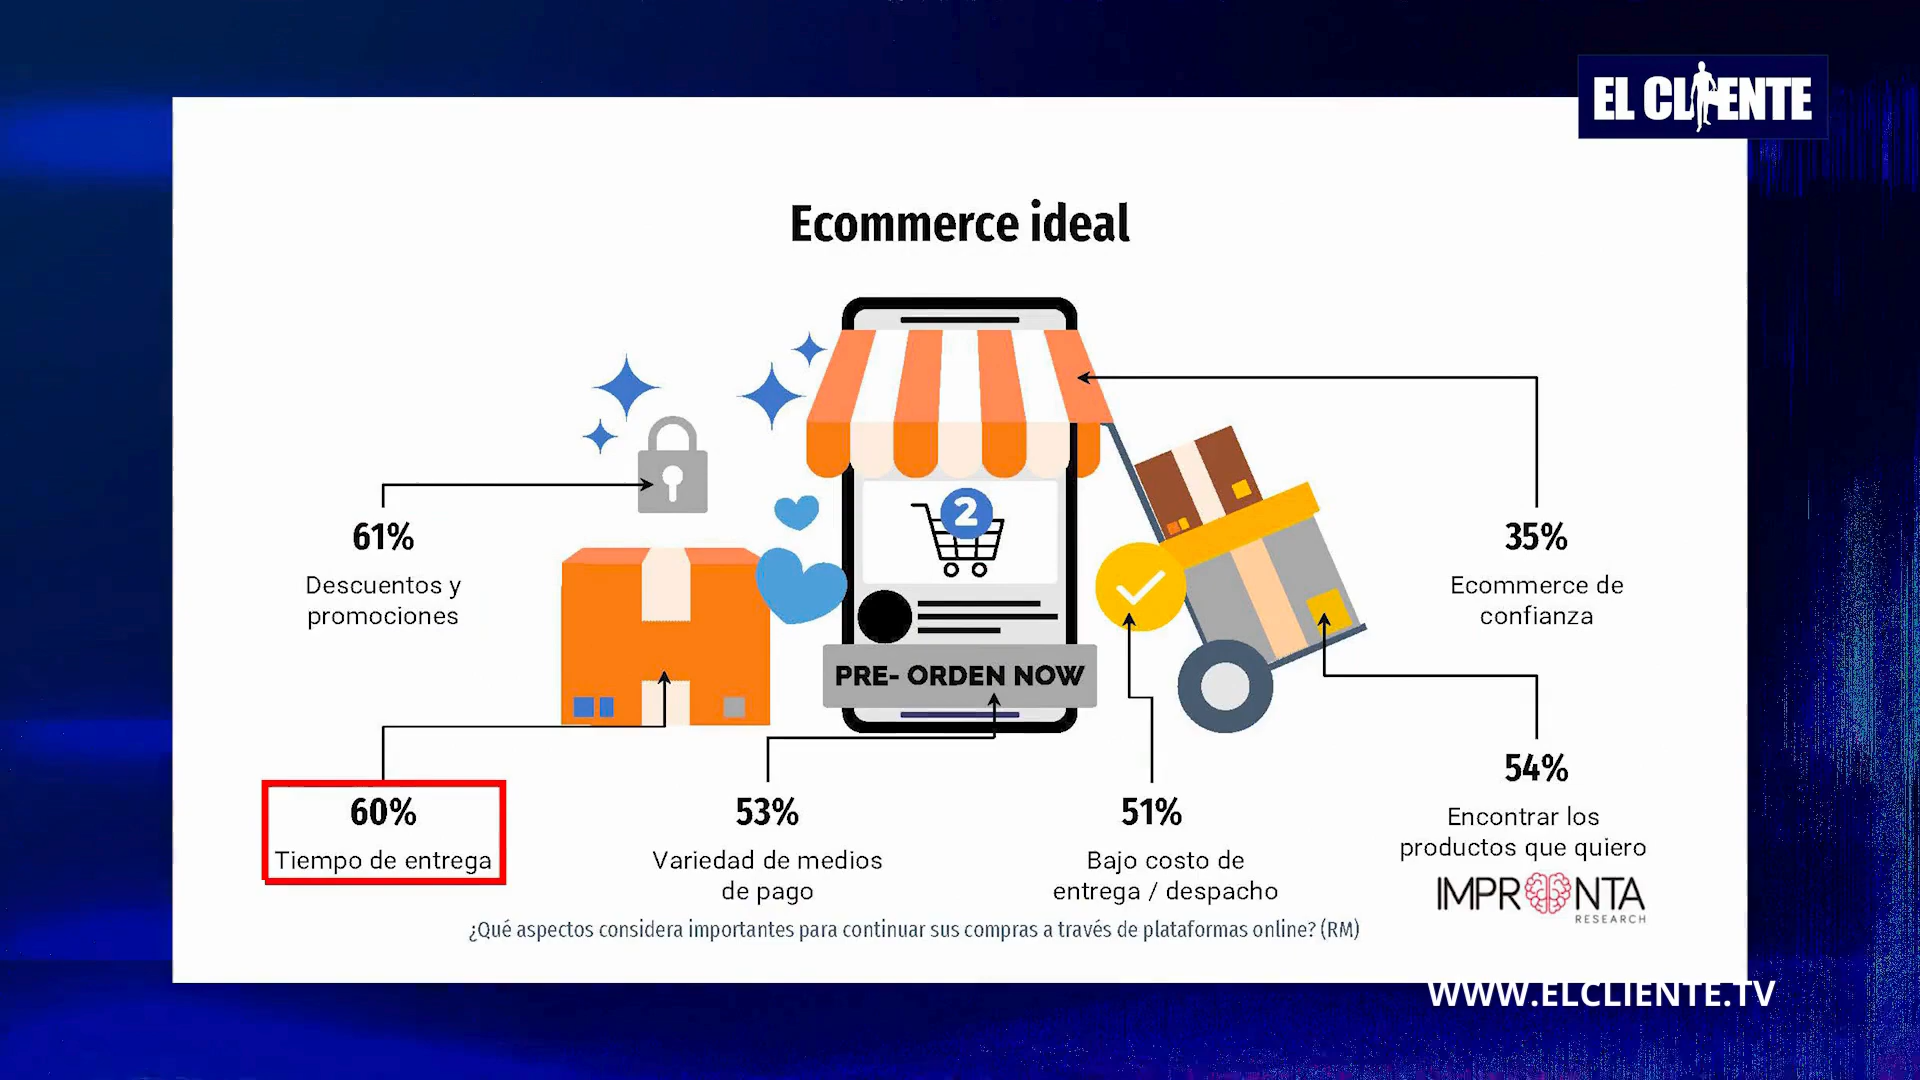 EL CLIENTE
Ecommerce ideal
2
PRE- ORDEN NOW
61%
Descuentos y
promociones
35%
Ecommerce de
confianza
60%
Tiempo de entrega
53%
Variedad de medios
de pago
51%
Bajo costo de
entrega / despacho
54%
Encontrar los
productos que quiero
IMPRONTA
RESEARCH
¿Qué aspectos considera importantes para continuar sus compras a través de plataformas online? (RM)
WWW.ELCLIENTE.TV